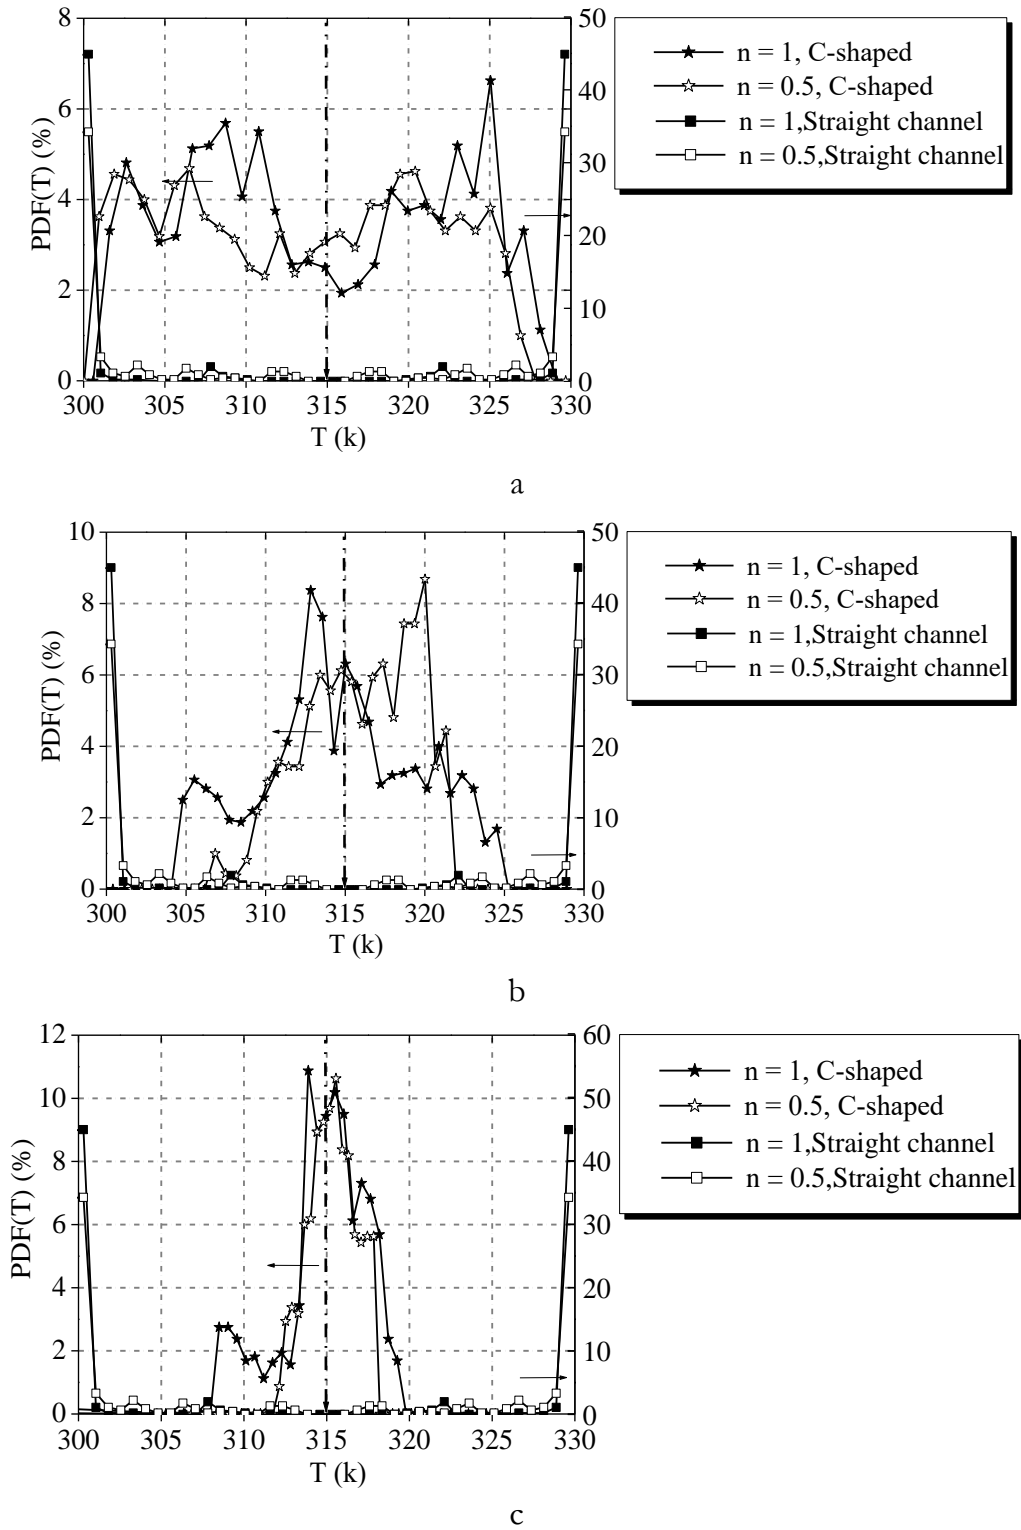 8
6
4
2
0
PDF(T) (%)
50
40
30
20
10
0
300 305 310 315 320 325 330
T (k)
n = 1, C-shaped
n = 0.5, C-shaped
n = 1,Straight channel
n = 0.5,Straight channel
a
10
8
6
4
2
0
PDF(T) (%)
50
40
30
20
10
0
300 305 310 315 320 325 330
T (k)
n = 1, C-shaped
n = 0.5, C-shaped
n = 1,Straight channel
n = 0.5,Straight channel
b
12
10
8
6
4
2
0
PDF(T) (%)
60
50
40
30
20
10
0
300 305 310 315 320 325 330
T (k)
n = 1, C-shaped
n = 0.5, C-shaped
n = 1,Straight channel
n = 0.5,Straight channel
c